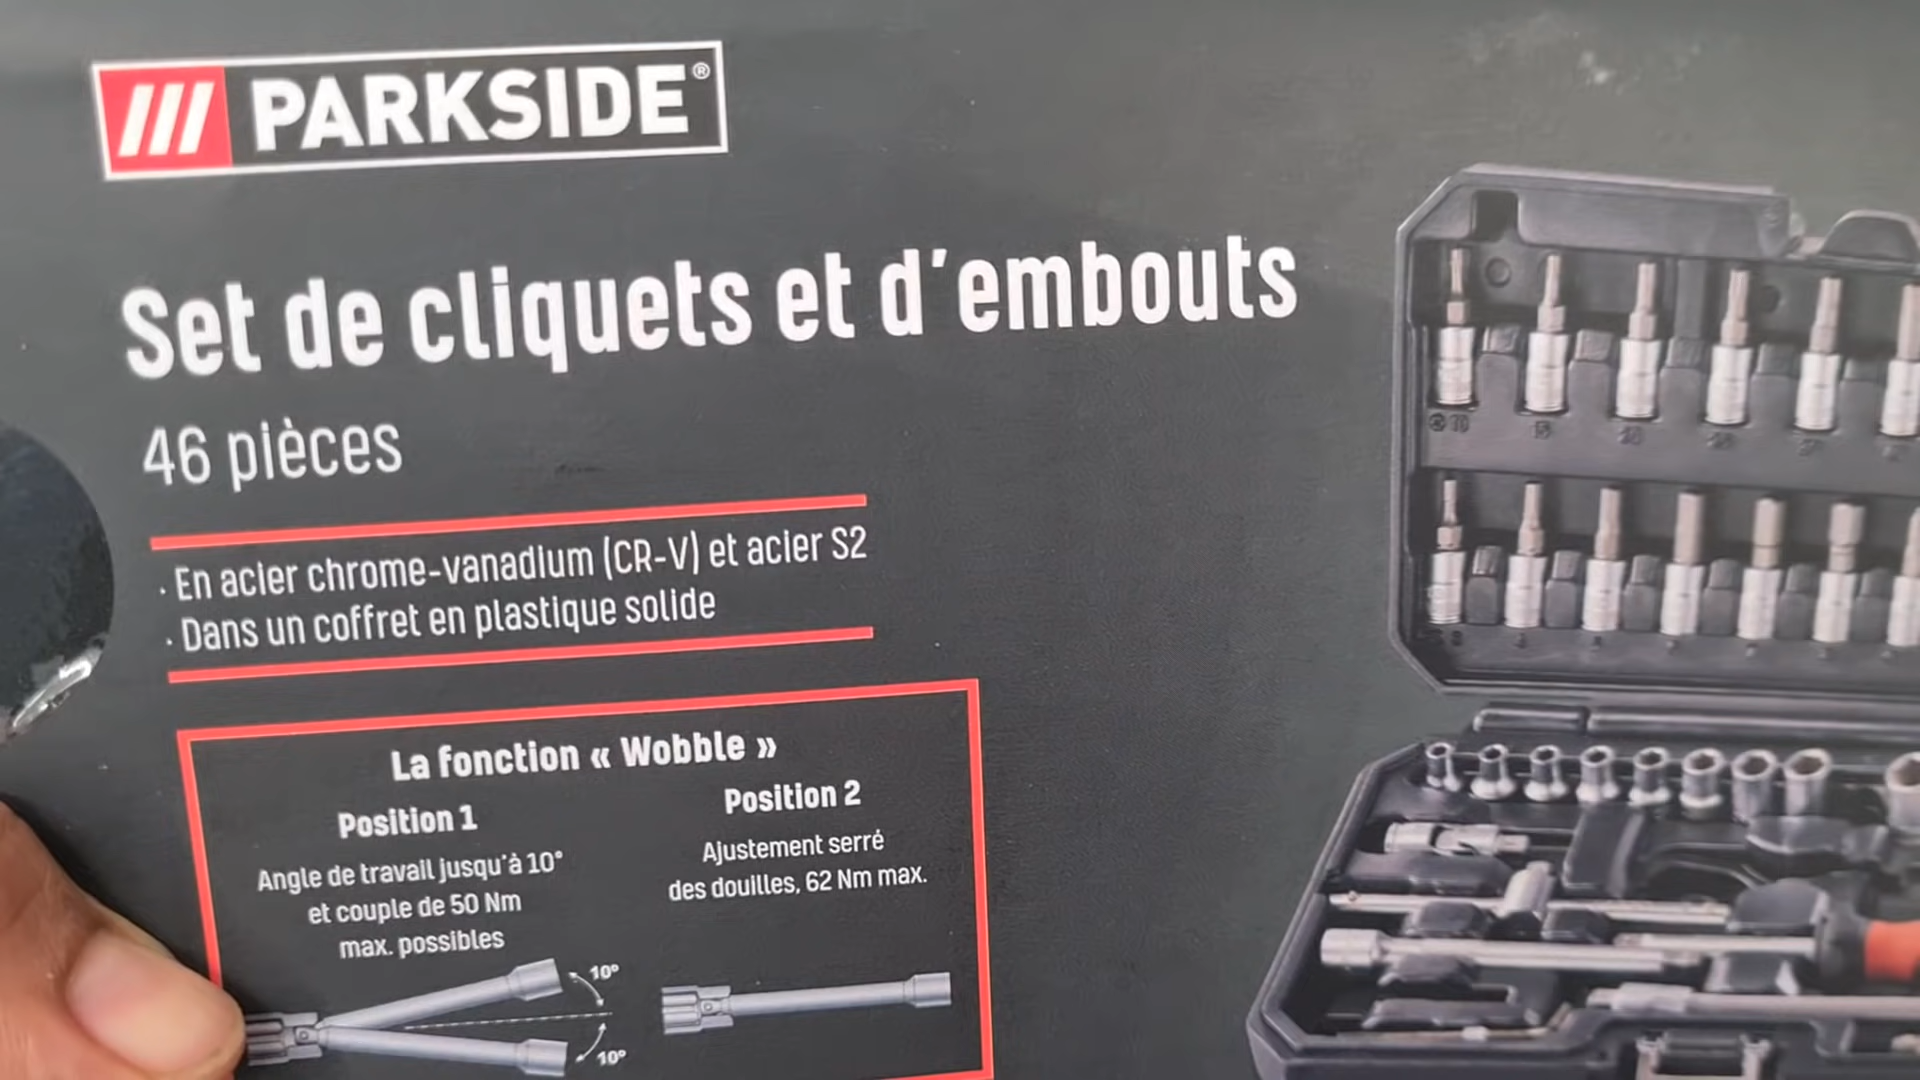 PARKSIDE®
Set de cliquets et d'embouts
46 pièces
· En acier chrome-vanadium (CR-V) et acier S2
· Dans un coffret en plastique solide
La fonction « Wobble »
Position 1
Angle de travail jusqu'à 10°
et couple de 50 Nm
max. possibles
10°
10°
Position 2
Ajustement serré
des douilles, 62 Nm max.